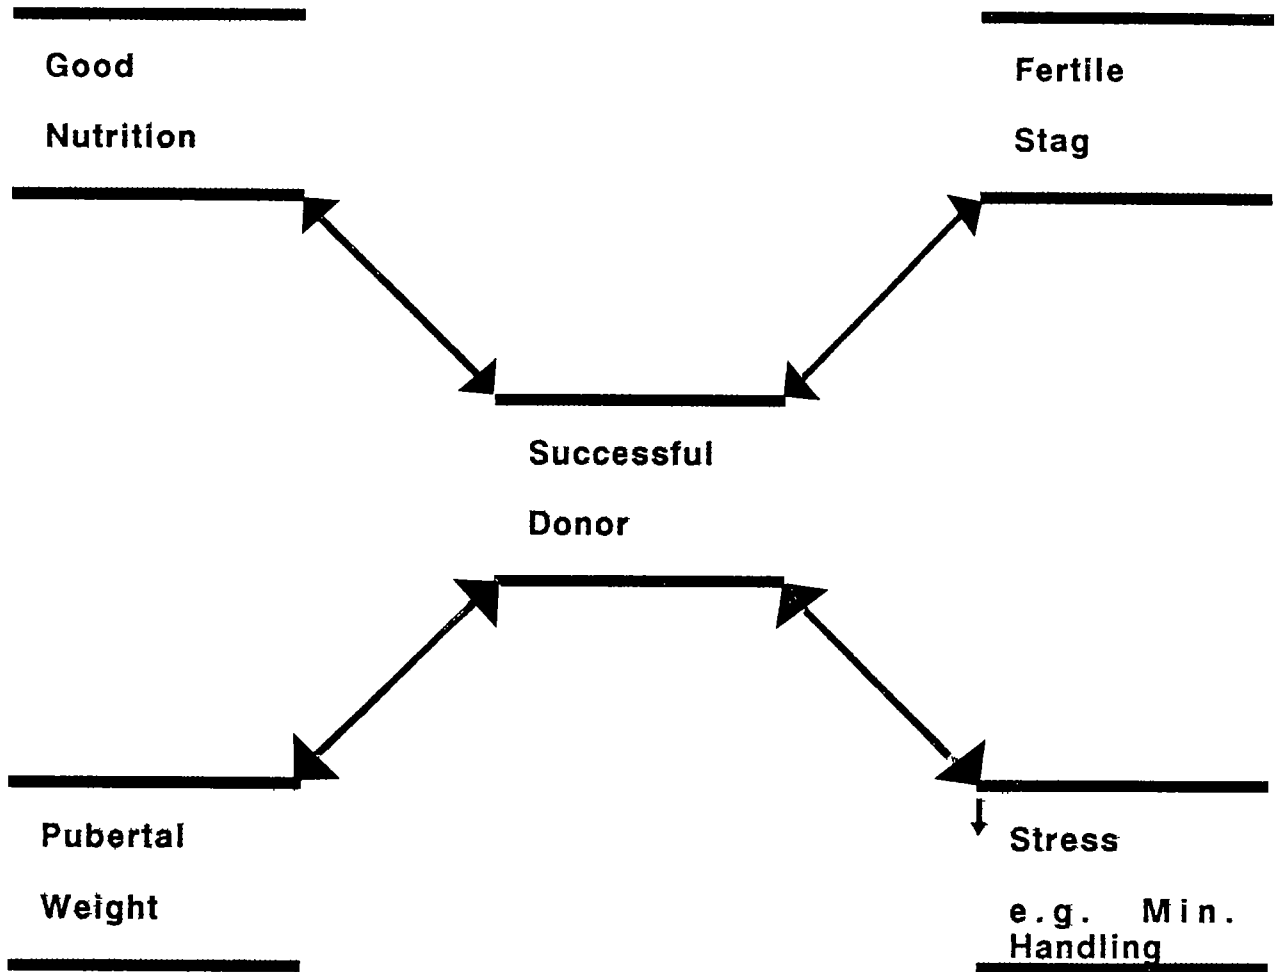 Good
Nutrition
Fertile
Stag
Successful
Donor
Pubertal
Weight
↓ Stress
e.g. Min.
Handling